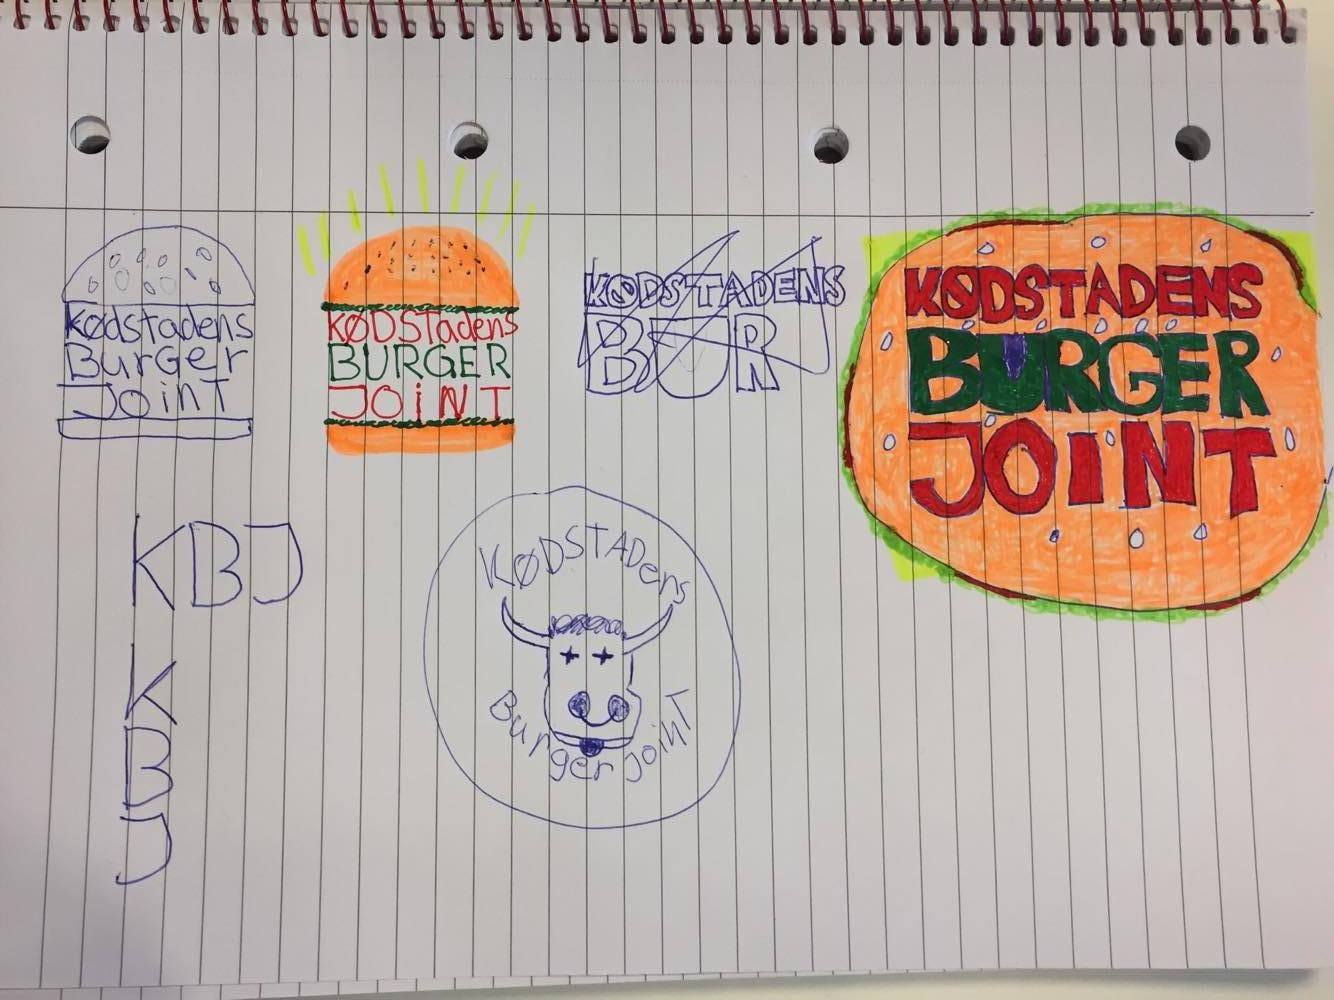 Kødstadens
Burger
JoinT
KØDSTadens
BURGER
JOiNT
KØDSTADENS
BUR
KØDSTADENS
BURGER
JOiNT
KBJ
K
B
J
KØDSTADens
Burger joinT